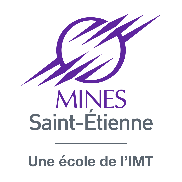 MINES
Saint-Étienne
Une école de l'IMT